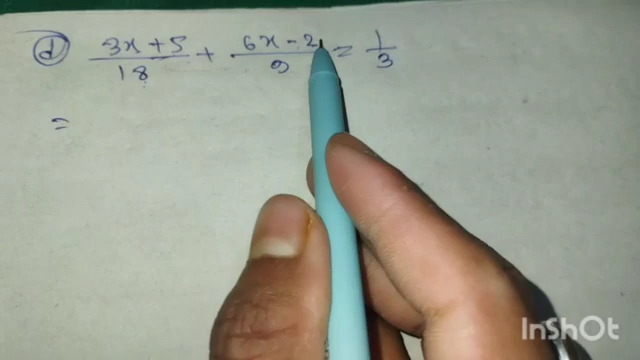 (d) (3x+5)/18 + (6x-2)/9 = 1/3
=
InShOt